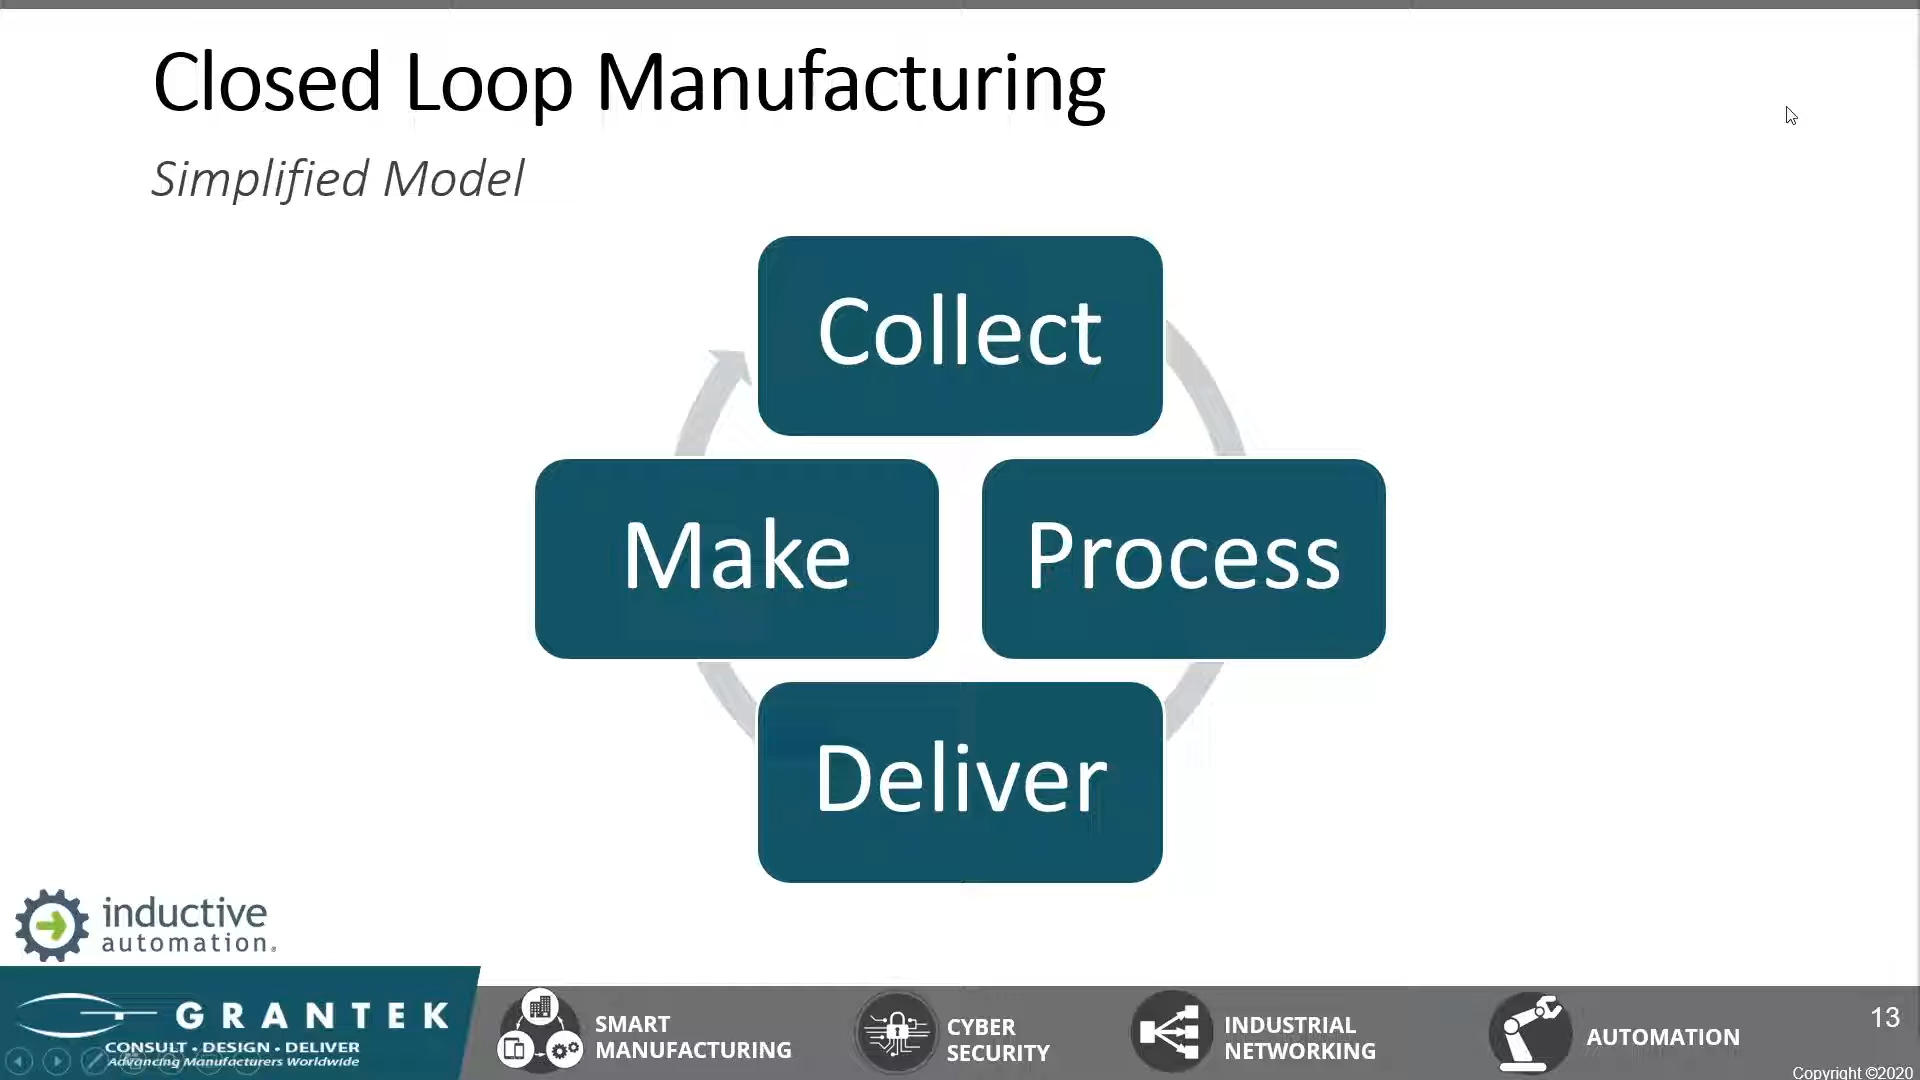 Closed Loop Manufacturing
Simplified Model
Collect
Make
Process
Deliver
inductive
automation
GRANTEK
CONSULT • DESIGN • DELIVER
Advancing Manufacturers Worldwide
SMART
MANUFACTURING
CYBER
SECURITY
INDUSTRIAL
NETWORKING
AUTOMATION
13
Copyright ©2020